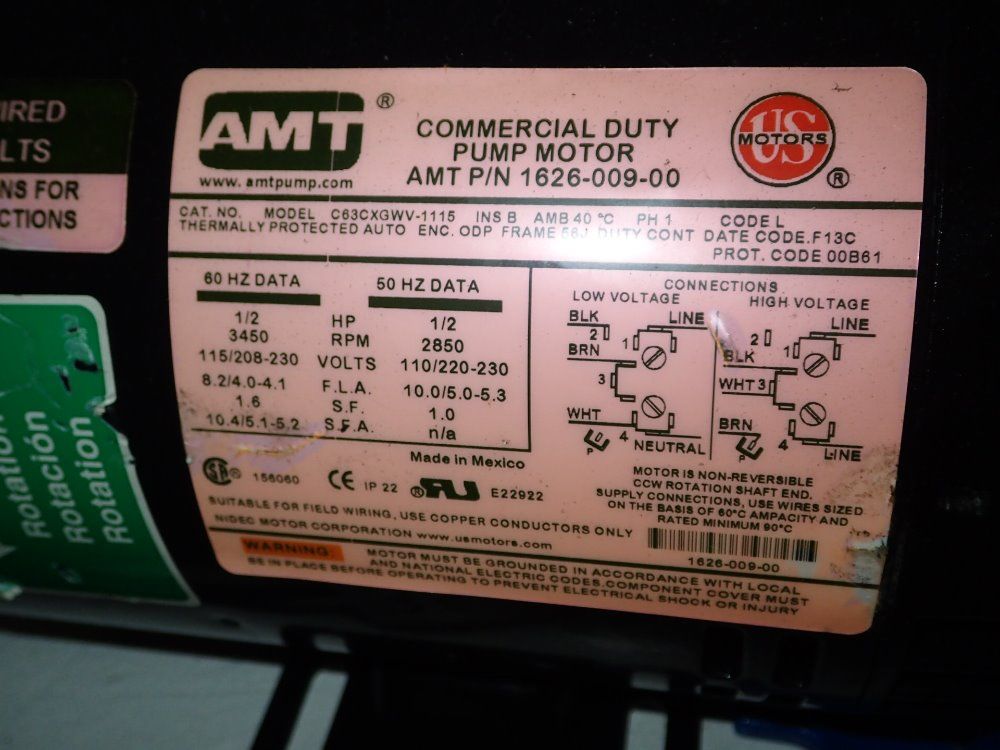 IRED
LTS
NS FOR
CTIONS
Rotation
Rotación
Rotation
AMT ®
www.amtpump.com
COMMERCIAL DUTY
PUMP MOTOR
AMT P/N 1626-009-00
US
MOTORS ®
CAT. NO. MODEL C63CXGWV-1115 INS B AMB 40 °C PH 1 CODE L
THERMALLY PROTECTED AUTO ENC. ODP FRAME 56J DUTY CONT DATE CODE.F13C
PROT. CODE 00B61
60 HZ DATA 50 HZ DATA
1/2 HP 1/2
3450 RPM 2850
115/208-230 VOLTS 110/220-230
8.2/4.0-4.1 F.L.A. 10.0/5.0-5.3
1.6 S.F. 1.0
10.4/5.1-5.2 S.F.A. n/a
Made in Mexico
CONNECTIONS
LOW VOLTAGE HIGH VOLTAGE
BLK 2 1 LINE
BRN
3
WHT 4 NEUTRAL
P
2 1 LINE
BLK
WHT 3
BRN 4 LINE
P
SA ® 156060 CE IP 22 ® RU E22922
SUITABLE FOR FIELD WIRING, USE COPPER CONDUCTORS ONLY
NIDEC MOTOR CORPORATION www.usmotors.com
MOTOR IS NON-REVERSIBLE
CCW ROTATION SHAFT END.
SUPPLY CONNECTIONS, USE WIRES SIZED
ON THE BASIS OF 60°C AMPACITY AND
RATED MINIMUM 90°C
1626-009-00
WARNING: MOTOR MUST BE GROUNDED IN ACCORDANCE WITH LOCAL
AND NATIONAL ELECTRIC CODES.COMPONENT COVER MUST
BE IN PLACE BEFORE OPERATING TO PREVENT ELECTRICAL SHOCK OR INJURY